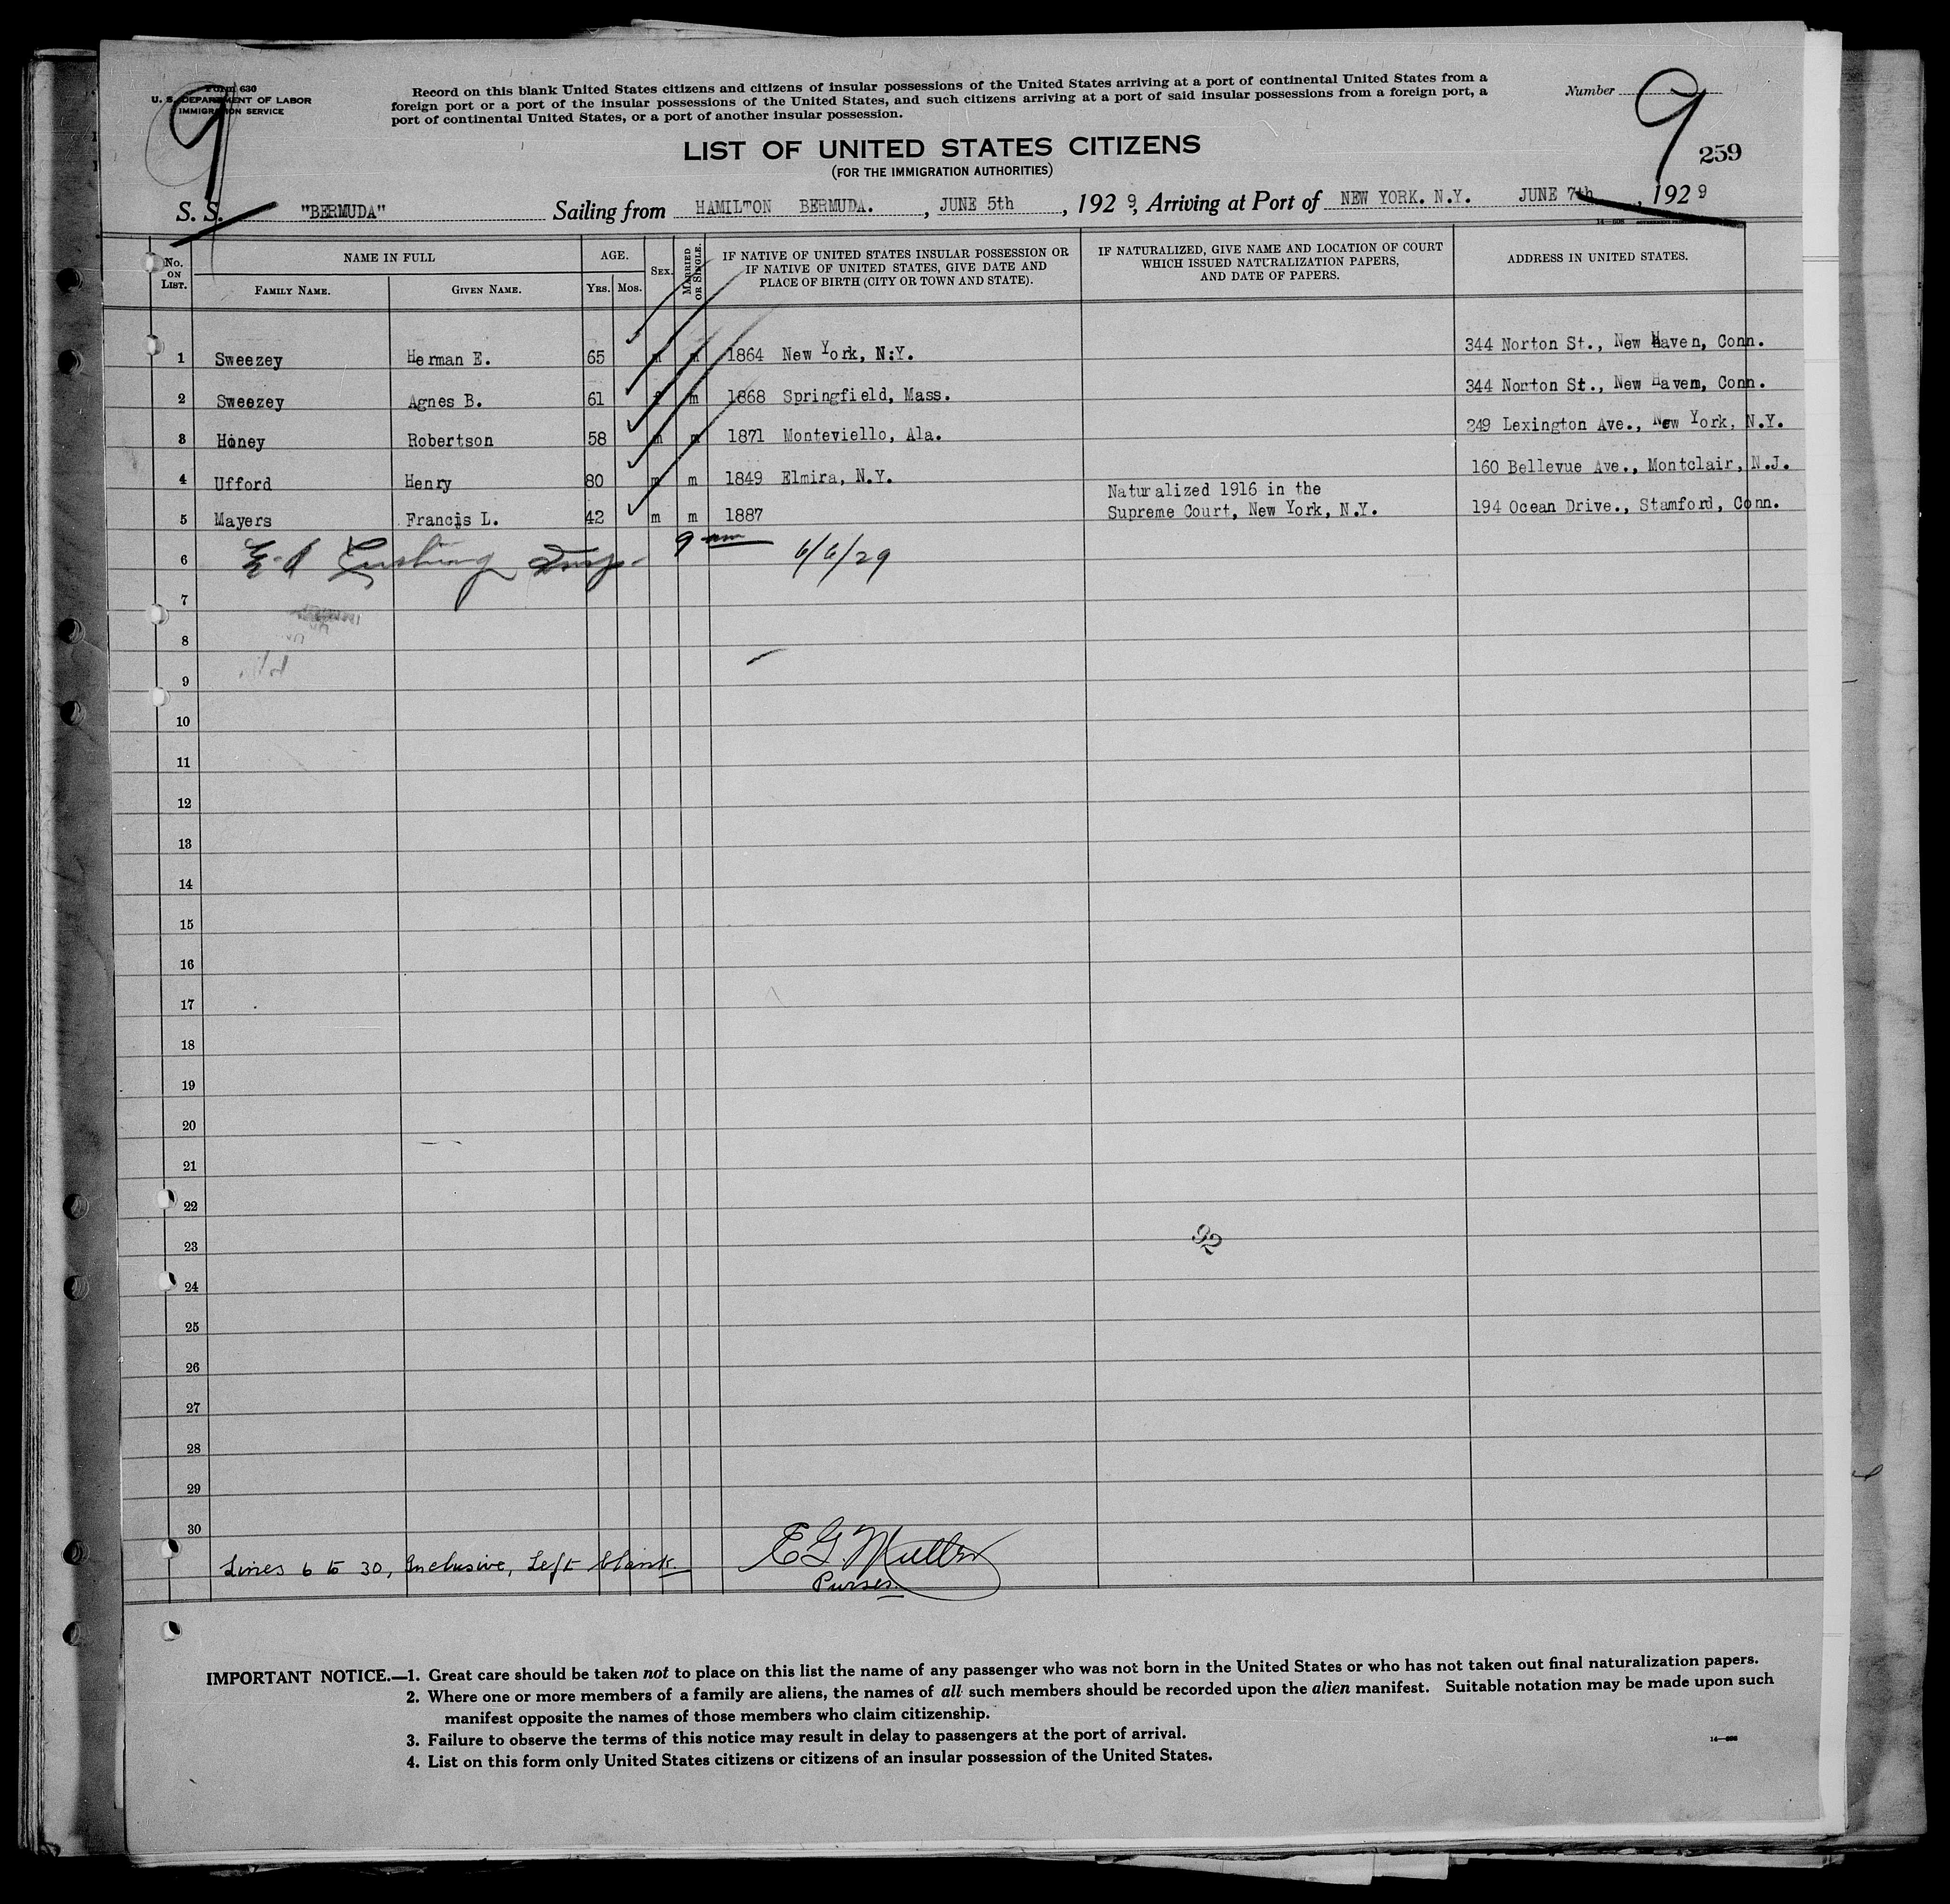 Form 630
U. S. DEPARTMENT OF LABOR
IMMIGRATION SERVICE
9
Record on this blank United States citizens and citizens of insular possessions of the United States arriving at a port of continental United States from a
foreign port or a port of the insular possessions of the United States, and such citizens arriving at a port of said insular possessions from a foreign port, a
port of continental United States, or a port of another insular possession.
Number
9
259
LIST OF UNITED STATES CITIZENS
(FOR THE IMMIGRATION AUTHORITIES)
S. S. "BERMUDA" Sailing from HAMILTON BERMUDA. , JUNE 5th , 1929, Arriving at Port of NEW YORK. N.Y. JUNE 7th , 1929
No. ON LIST. NAME IN FULL AGE. SEX. MARRIED OR SINGLE. IF NATIVE OF UNITED STATES INSULAR POSSESSION OR IF NATIVE OF UNITED STATES, GIVE DATE AND PLACE OF BIRTH (CITY OR TOWN AND STATE). IF NATURALIZED, GIVE NAME AND LOCATION OF COURT WHICH ISSUED NATURALIZATION PAPERS, AND DATE OF PAPERS. ADDRESS IN UNITED STATES.
FAMILY NAME. GIVEN NAME. YRS. MOS.
1 Sweezey Herman E. 65 m m 1864 New York, N.Y. 344 Norton St., New Haven, Conn.
2 Sweezey Agnes B. 61 f m 1868 Springfield, Mass. 344 Norton St., New Haven, Conn.
3 Honey Robertson 58 m m 1871 Monteviello, Ala. 249 Lexington Ave., New York, N.Y.
4 Ufford Henry 80 m m 1849 Elmira, N.Y. 160 Bellevue Ave., Montclair, N.J.
5 Mayers Francis L. 42 m m 1887 Naturalized 1916 in the Supreme Court, New York, N.Y. 194 Ocean Drive., Stamford, Conn.
6 Insp. 9 am 6/6/29
7
8
9
10
11
12
13
14
15
16
17
18
19
20
21
22
92
23
24
25
26
27
28
29
30
Lines 6 to 30, Inclusive, Left blank E G Muller
Purser.
IMPORTANT NOTICE.—1. Great care should be taken not to place on this list the name of any passenger who was not born in the United States or who has not taken out final naturalization papers.
2. Where one or more members of a family are aliens, the names of all such members should be recorded upon the alien manifest. Suitable notation may be made upon such
manifest opposite the names of those members who claim citizenship.
3. Failure to observe the terms of this notice may result in delay to passengers at the port of arrival.
4. List on this form only United States citizens or citizens of an insular possession of the United States.